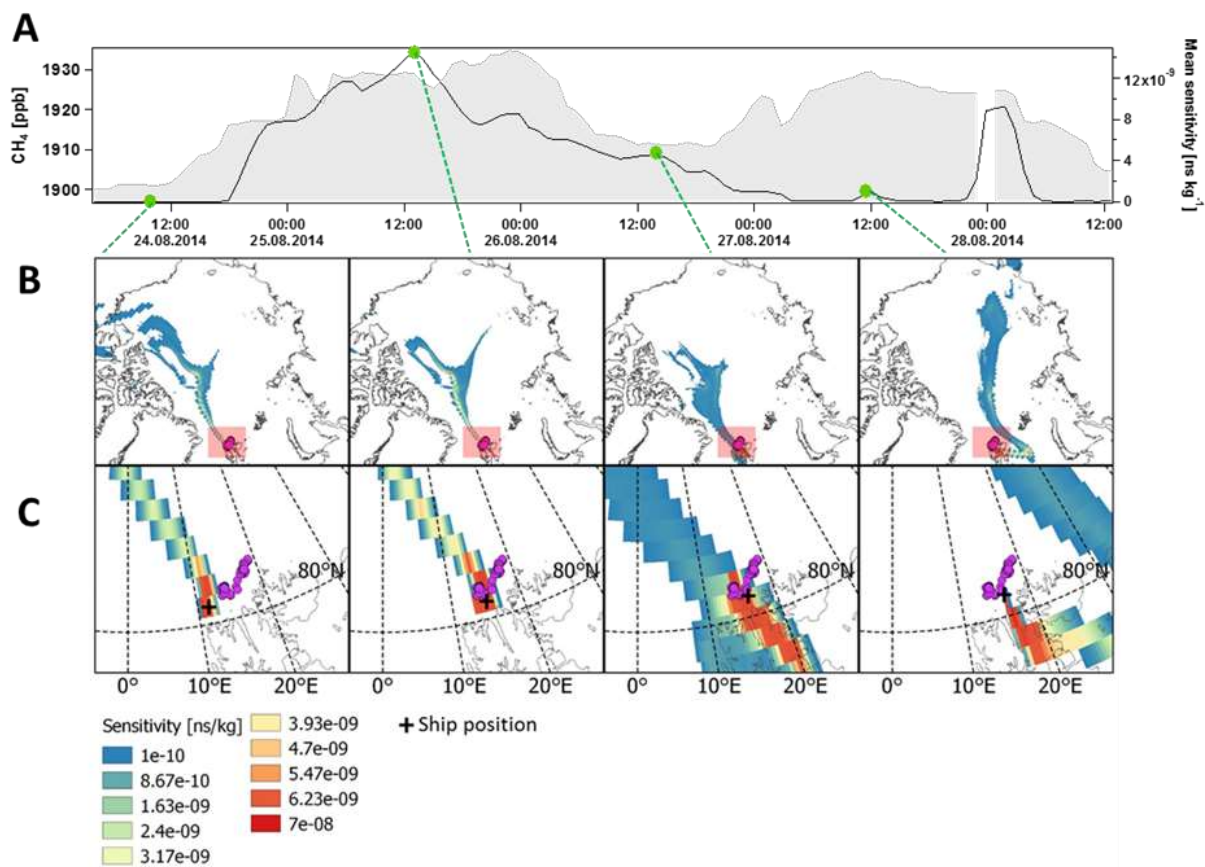 A
CH₄ [ppb]
1930
1920
1910
1900
12x10⁻⁹
8
4
0
Mean sensitivity [ns kg⁻¹]
12:00 00:00 12:00 00:00 12:00 00:00 12:00 00:00 12:00
24.08.2014 25.08.2014 26.08.2014 27.08.2014 28.08.2014
B
C
80°N 80°N 80°N 80°N
0° 10°E 20°E 0° 10°E 20°E 0° 10°E 20°E 0° 10°E 20°E
Sensitivity [ns/kg]
1e-10
8.67e-10
1.63e-09
2.4e-09
3.17e-09
3.93e-09
4.7e-09
5.47e-09
6.23e-09
7e-08
+ Ship position